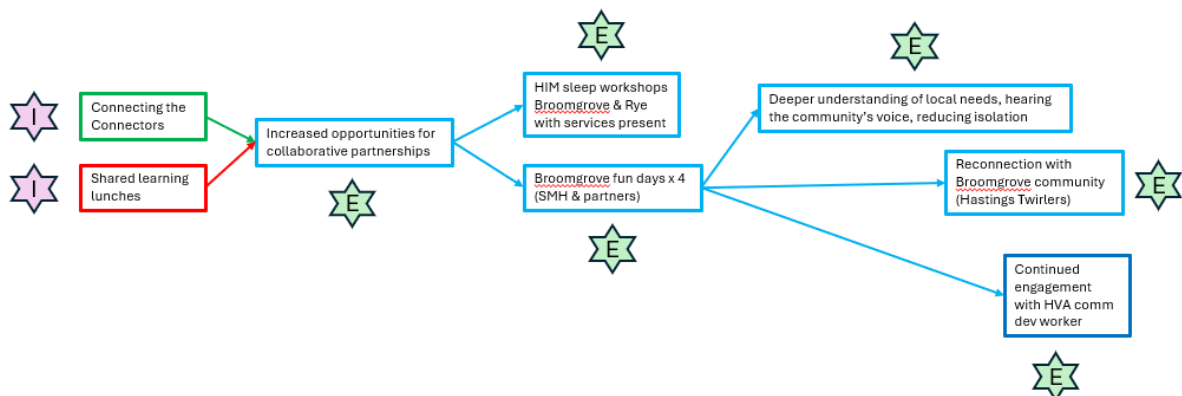 I
Connecting the
Connectors
I
Shared learning
lunches
Increased opportunities for
collaborative partnerships
E
E
HIM sleep workshops
Broomgrove & Rye
with services present
Broomgrove fun days x 4
(SMH & partners)
E
E
Deeper understanding of local needs, hearing
the community's voice, reducing isolation
Reconnection with
Broomgrove community
(Hastings Twirlers)
E
Continued
engagement
with HVA comm
dev worker
E